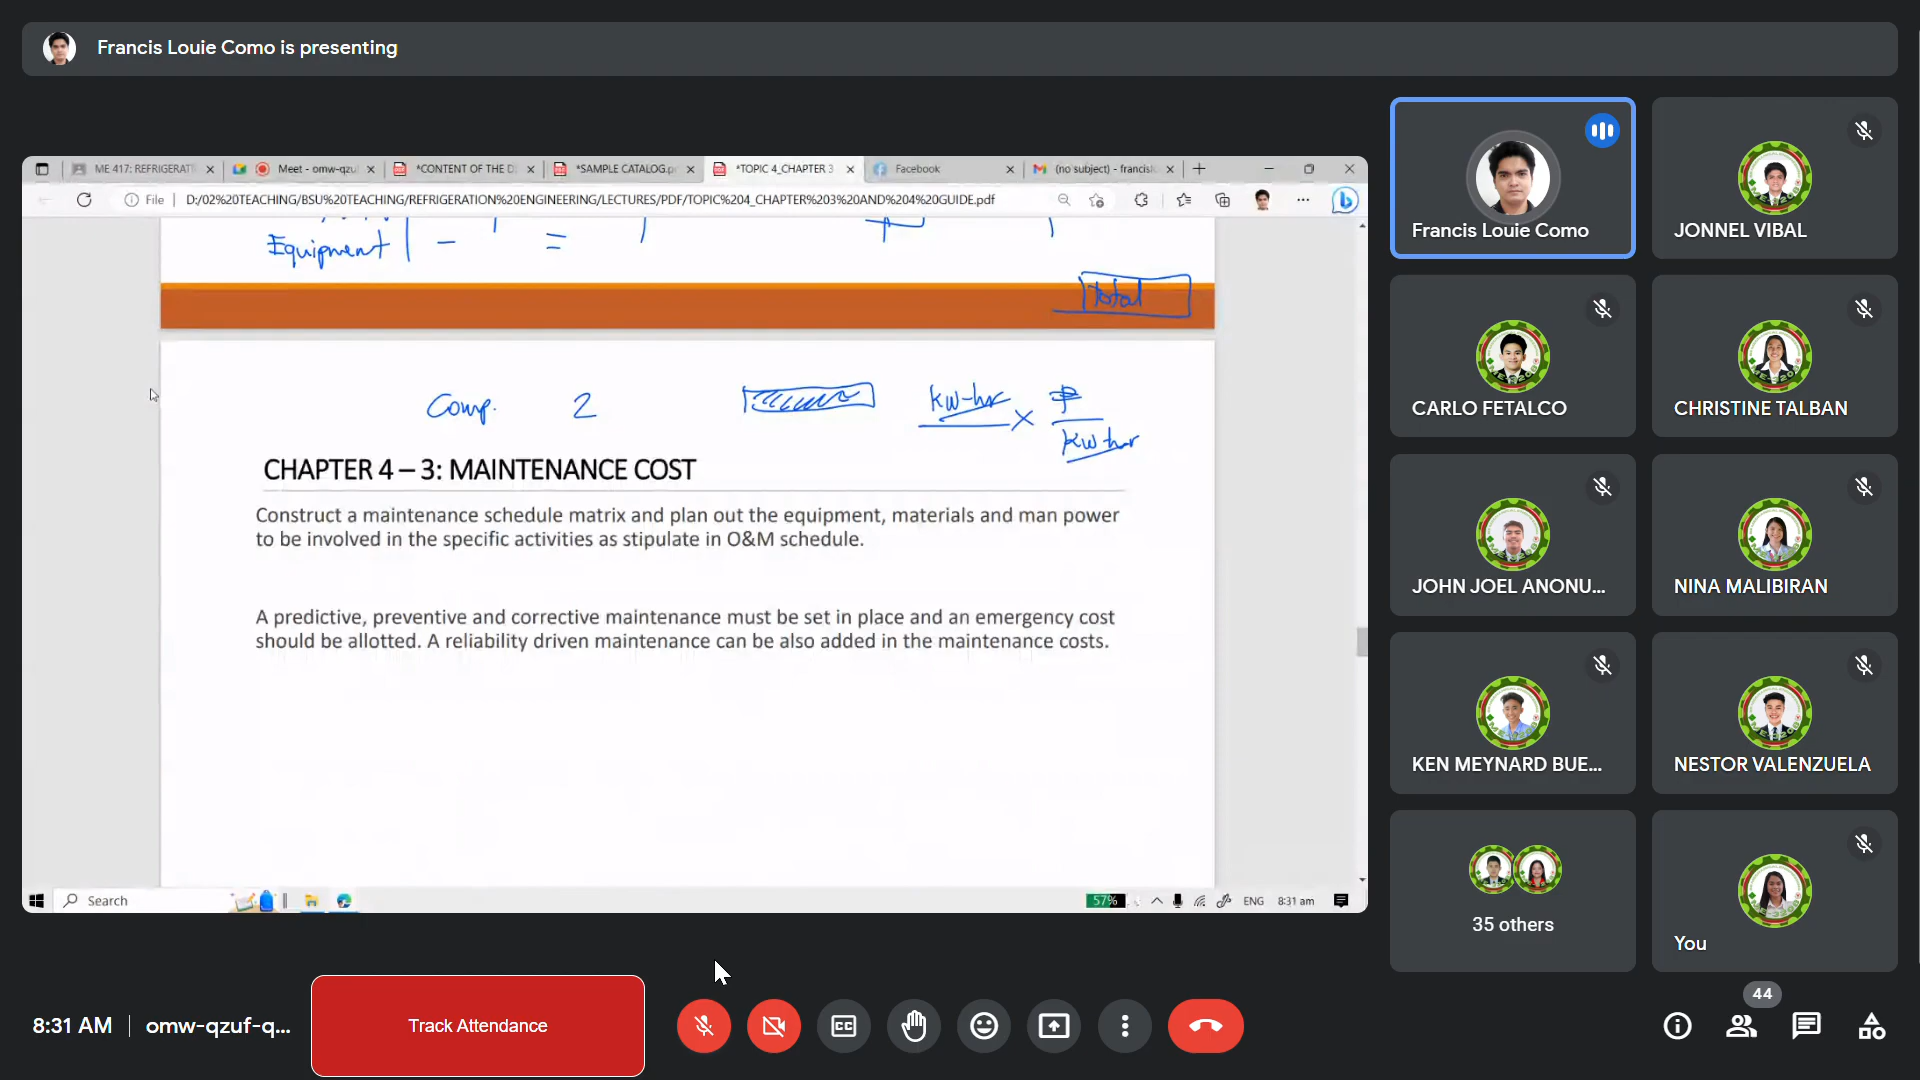 Francis Louie Como is presenting
ME 417: REFRIGERATI
Meet - omw-qzu
*CONTENT OF THE D
*SAMPLE CATALOG.p
*TOPIC 4_CHAPTER 3
Facebook
(no subject) - francisl
File
D:/02%20TEACHING/BSU%20TEACHING/REFRIGERATION%20ENGINEERING/LECTURES/PDF/TOPIC%204_CHAPTER%203%20AND%204%20GUIDE.pdf
Equipment
Total
Comp. 2 kw-hr x ₱
kw-hr
CHAPTER 4 – 3: MAINTENANCE COST
Construct a maintenance schedule matrix and plan out the equipment, materials and man power
to be involved in the specific activities as stipulate in O&M schedule.
A predictive, preventive and corrective maintenance must be set in place and an emergency cost
should be allotted. A reliability driven maintenance can be also added in the maintenance costs.
Search
57%
ENG
8:31 am
Francis Louie Como
JONNEL VIBAL
CARLO FETALCO
CHRISTINE TALBAN
JOHN JOEL ANONU...
NINA MALIBIRAN
KEN MEYNARD BUE...
NESTOR VALENZUELA
35 others
You
8:31 AM
omw-qzuf-q...
Track Attendance
CC
44